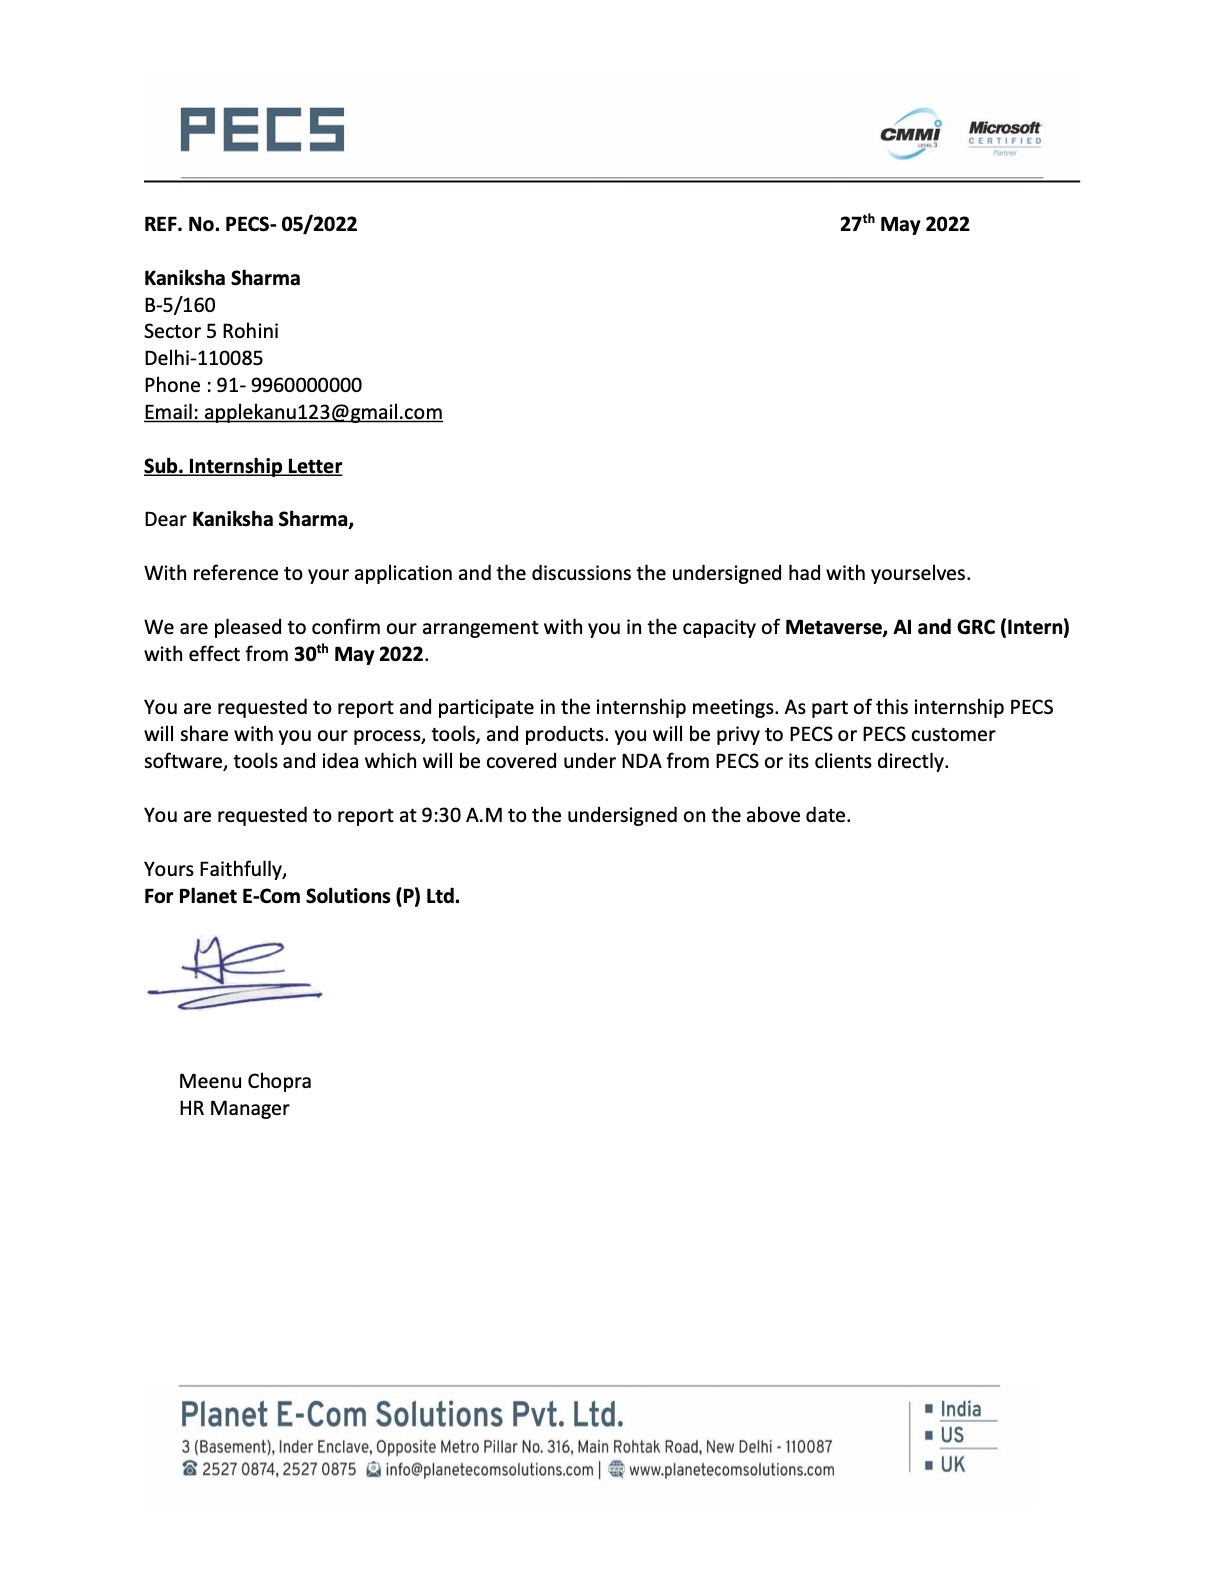 PECS
CMMI LEVEL 3
Microsoft
CERTIFIED
Partner
REF. No. PECS- 05/2022 27th May 2022
Kaniksha Sharma
B-5/160
Sector 5 Rohini
Delhi-110085
Phone : 91- 9960000000
Email: applekanu123@gmail.com
Sub. Internship Letter
Dear Kaniksha Sharma,
With reference to your application and the discussions the undersigned had with yourselves.
We are pleased to confirm our arrangement with you in the capacity of Metaverse, AI and GRC (Intern)
with effect from 30th May 2022.
You are requested to report and participate in the internship meetings. As part of this internship PECS
will share with you our process, tools, and products. you will be privy to PECS or PECS customer
software, tools and idea which will be covered under NDA from PECS or its clients directly.
You are requested to report at 9:30 A.M to the undersigned on the above date.
Yours Faithfully,
For Planet E-Com Solutions (P) Ltd.
Meenu Chopra
HR Manager
Planet E-Com Solutions Pvt. Ltd.
3 (Basement), Inder Enclave, Opposite Metro Pillar No. 316, Main Rohtak Road, New Delhi - 110087
2527 0874, 2527 0875 info@planetecomsolutions.com | www.planetecomsolutions.com
India
US
UK